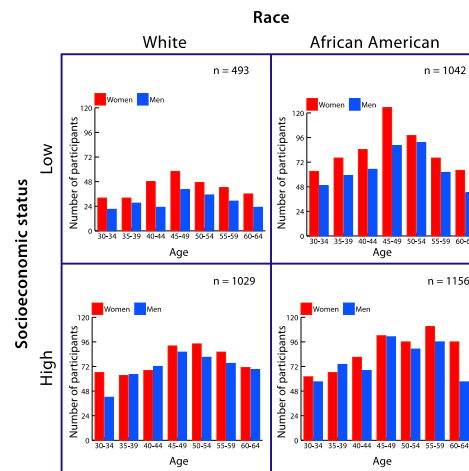 Race
White
African American
Socioeconomic status
Low
High
n = 493
Women
Men
Number of participants
120
96
72
48
24
0
30-34 35-39 40-44 45-49 50-54 55-59 60-64
Age
n = 1042
Women
Men
Number of participants
120
96
72
48
24
0
30-34 35-39 40-44 45-49 50-54 55-59 60-6
Age
n = 1029
Women
Men
Number of participants
120
96
72
48
24
0
30-34 35-39 40-44 45-49 50-54 55-59 60-64
Age
n = 1156
Women
Men
Number of participants
120
96
72
48
24
0
30-34 35-39 40-44 45-49 50-54 55-59 60-64
Age